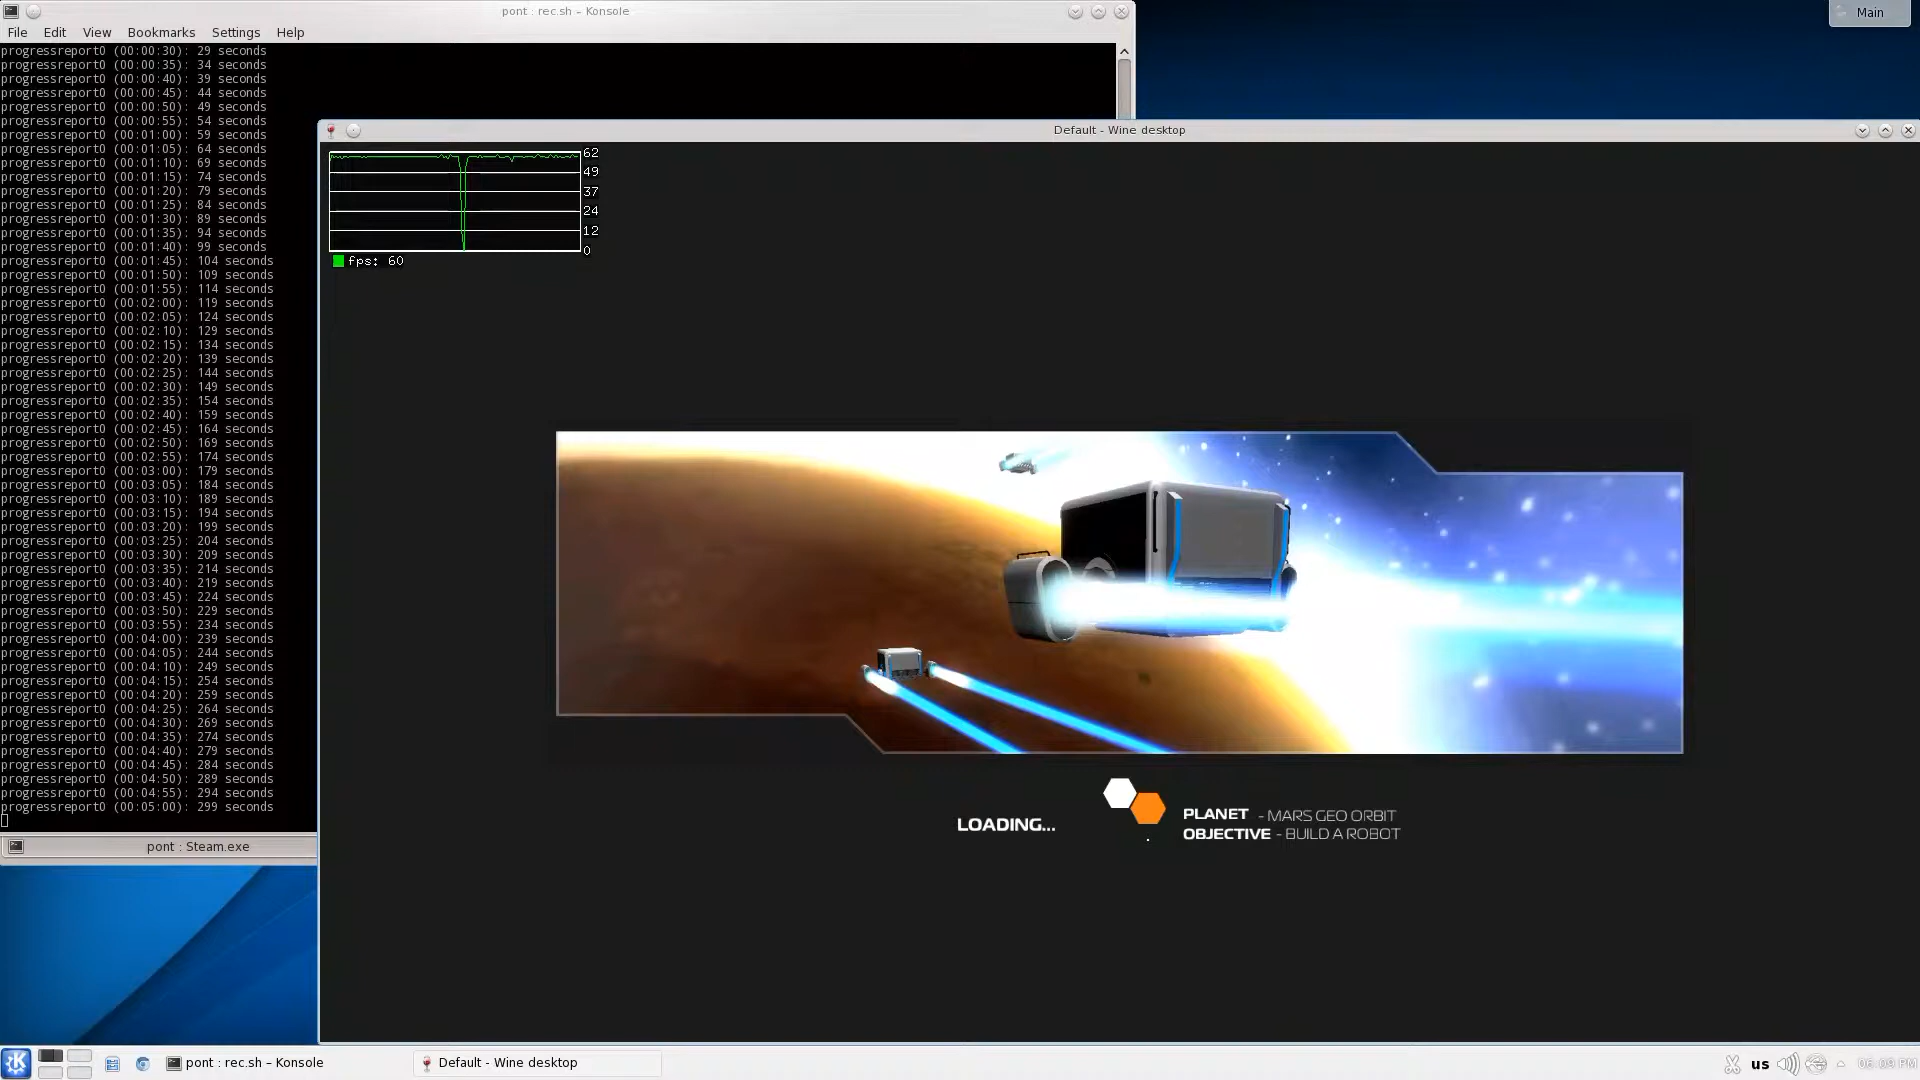 pont : rec.sh – Konsole
Main
File Edit View Bookmarks Settings Help
progressreport0 (00:00:30): 29 seconds
progressreport0 (00:00:35): 34 seconds
progressreport0 (00:00:40): 39 seconds
progressreport0 (00:00:45): 44 seconds
progressreport0 (00:00:50): 49 seconds
progressreport0 (00:00:55): 54 seconds
progressreport0 (00:01:00): 59 seconds
progressreport0 (00:01:05): 64 seconds
progressreport0 (00:01:10): 69 seconds
progressreport0 (00:01:15): 74 seconds
progressreport0 (00:01:20): 79 seconds
progressreport0 (00:01:25): 84 seconds
progressreport0 (00:01:30): 89 seconds
progressreport0 (00:01:35): 94 seconds
progressreport0 (00:01:40): 99 seconds
progressreport0 (00:01:45): 104 seconds
progressreport0 (00:01:50): 109 seconds
progressreport0 (00:01:55): 114 seconds
progressreport0 (00:02:00): 119 seconds
progressreport0 (00:02:05): 124 seconds
progressreport0 (00:02:10): 129 seconds
progressreport0 (00:02:15): 134 seconds
progressreport0 (00:02:20): 139 seconds
progressreport0 (00:02:25): 144 seconds
progressreport0 (00:02:30): 149 seconds
progressreport0 (00:02:35): 154 seconds
progressreport0 (00:02:40): 159 seconds
progressreport0 (00:02:45): 164 seconds
progressreport0 (00:02:50): 169 seconds
progressreport0 (00:02:55): 174 seconds
progressreport0 (00:03:00): 179 seconds
progressreport0 (00:03:05): 184 seconds
progressreport0 (00:03:10): 189 seconds
progressreport0 (00:03:15): 194 seconds
progressreport0 (00:03:20): 199 seconds
progressreport0 (00:03:25): 204 seconds
progressreport0 (00:03:30): 209 seconds
progressreport0 (00:03:35): 214 seconds
progressreport0 (00:03:40): 219 seconds
progressreport0 (00:03:45): 224 seconds
progressreport0 (00:03:50): 229 seconds
progressreport0 (00:03:55): 234 seconds
progressreport0 (00:04:00): 239 seconds
progressreport0 (00:04:05): 244 seconds
progressreport0 (00:04:10): 249 seconds
progressreport0 (00:04:15): 254 seconds
progressreport0 (00:04:20): 259 seconds
progressreport0 (00:04:25): 264 seconds
progressreport0 (00:04:30): 269 seconds
progressreport0 (00:04:35): 274 seconds
progressreport0 (00:04:40): 279 seconds
progressreport0 (00:04:45): 284 seconds
progressreport0 (00:04:50): 289 seconds
progressreport0 (00:04:55): 294 seconds
progressreport0 (00:05:00): 299 seconds
pont : Steam.exe
Default - Wine desktop
62
49
37
24
12
0
fps: 60
LOADING...
PLANET - MARS GEO ORBIT
OBJECTIVE - BUILD A ROBOT
pont : rec.sh – Konsole
Default - Wine desktop
us
06:09 PM